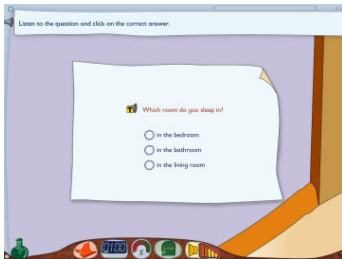 Listen to the question and click on the correct answer.
Which room do you sleep in?
in the bedroom
in the bathroom
in the living room
DICO